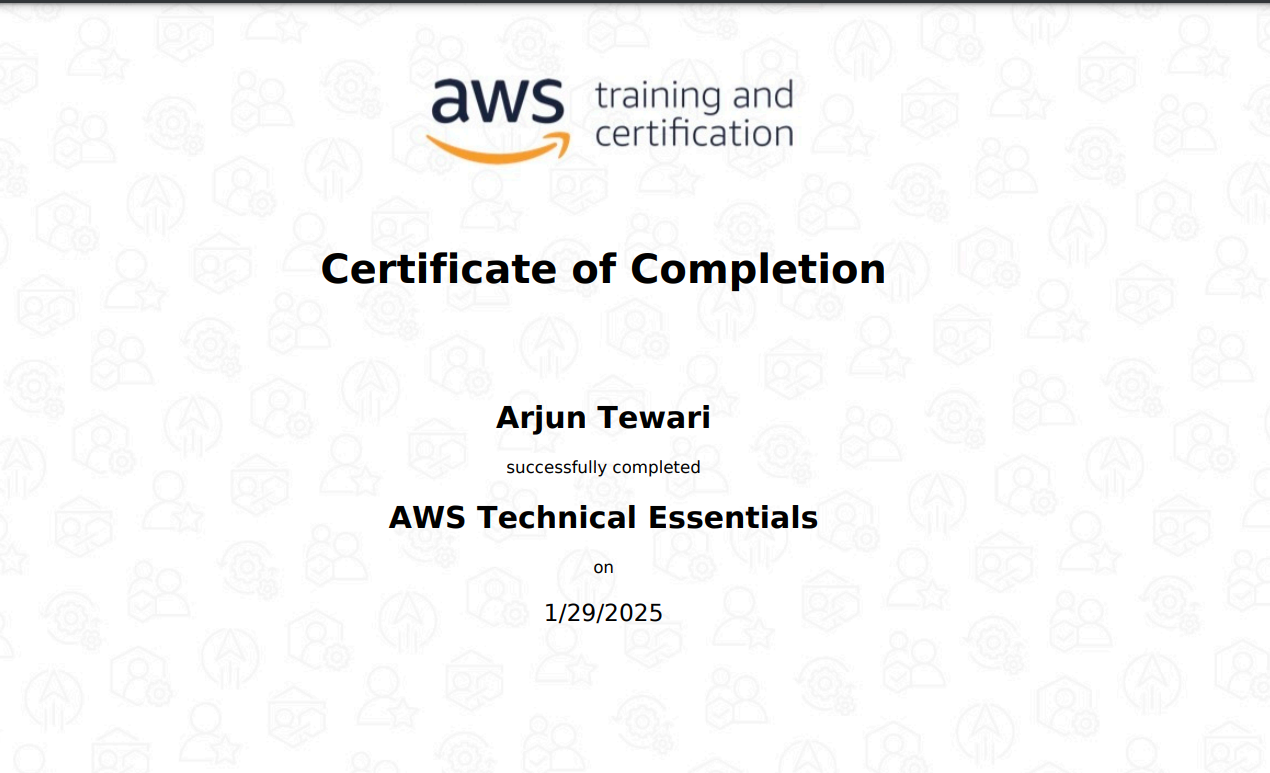 aws training and
certification
Certificate of Completion
Arjun Tewari
successfully completed
AWS Technical Essentials
on
1/29/2025